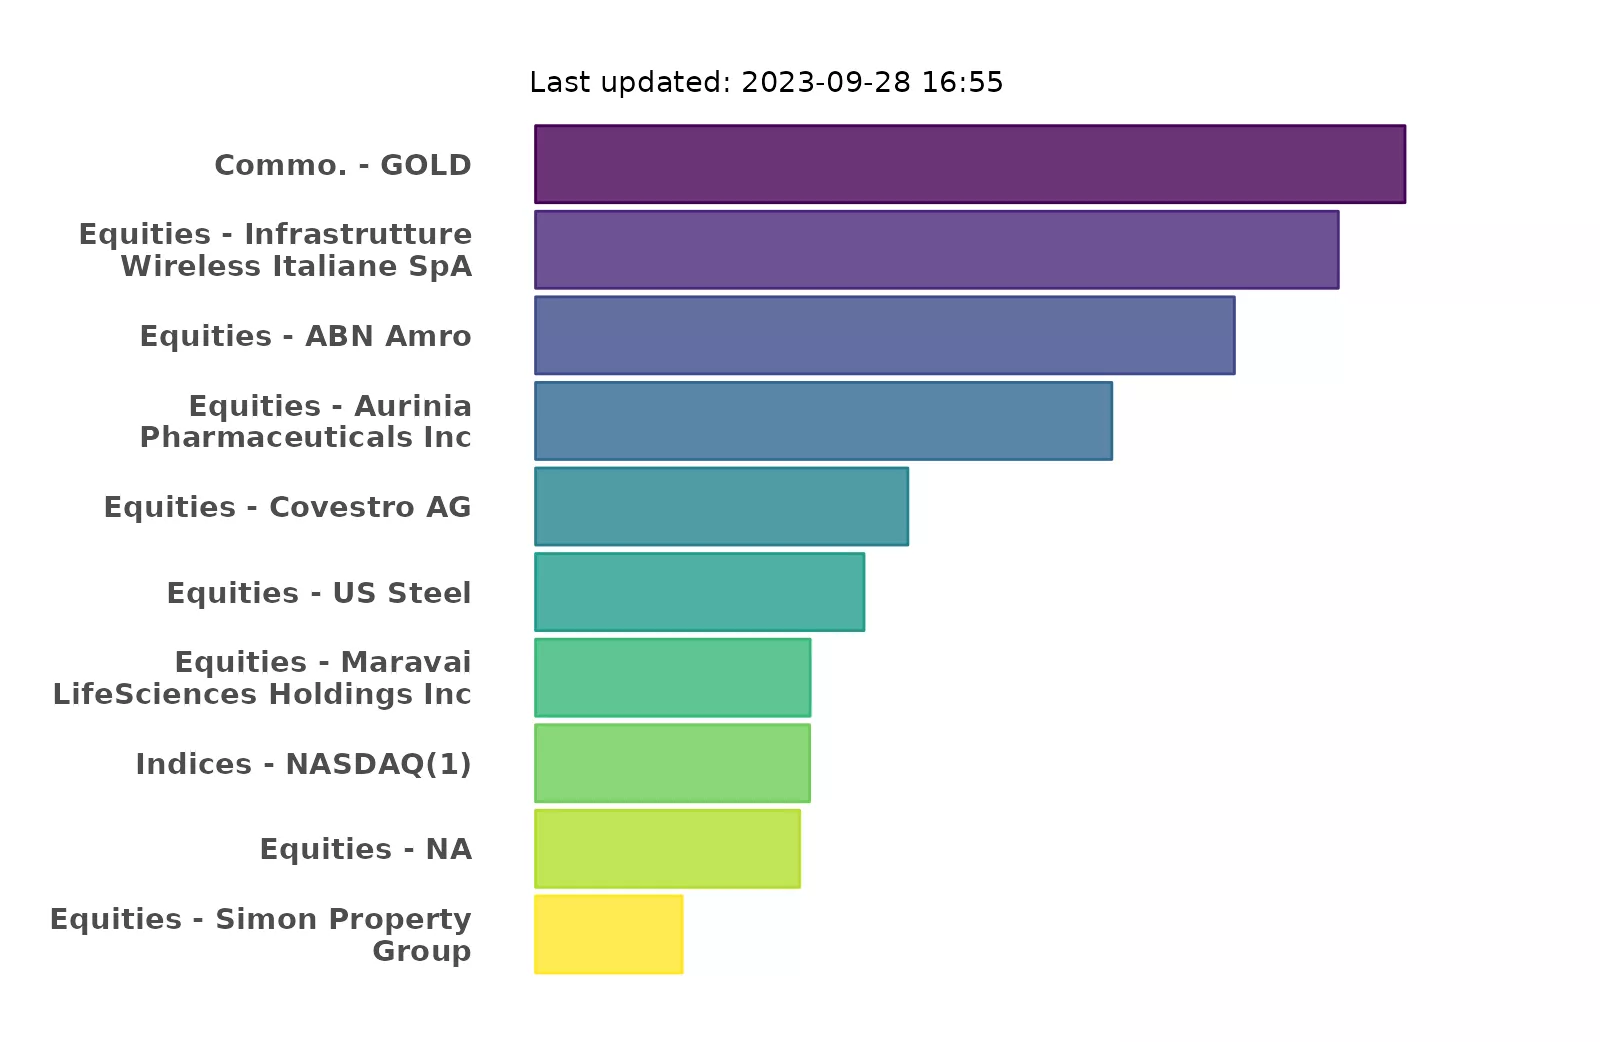 Last updated: 2023-09-28 16:55
Commo. - GOLD
Equities - Infrastrutture
Wireless Italiane SpA
Equities - ABN Amro
Equities - Aurinia
Pharmaceuticals Inc
Equities - Covestro AG
Equities - US Steel
Equities - Maravai
LifeSciences Holdings Inc
Indices - NASDAQ(1)
Equities - NA
Equities - Simon Property
Group